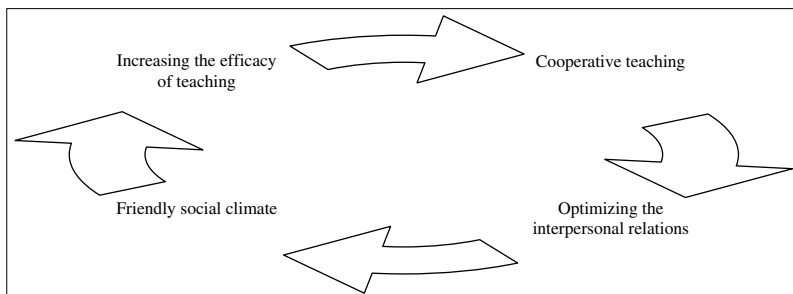 Increasing the efficacy
of teaching
Cooperative teaching
Friendly social climate
Optimizing the
interpersonal relations